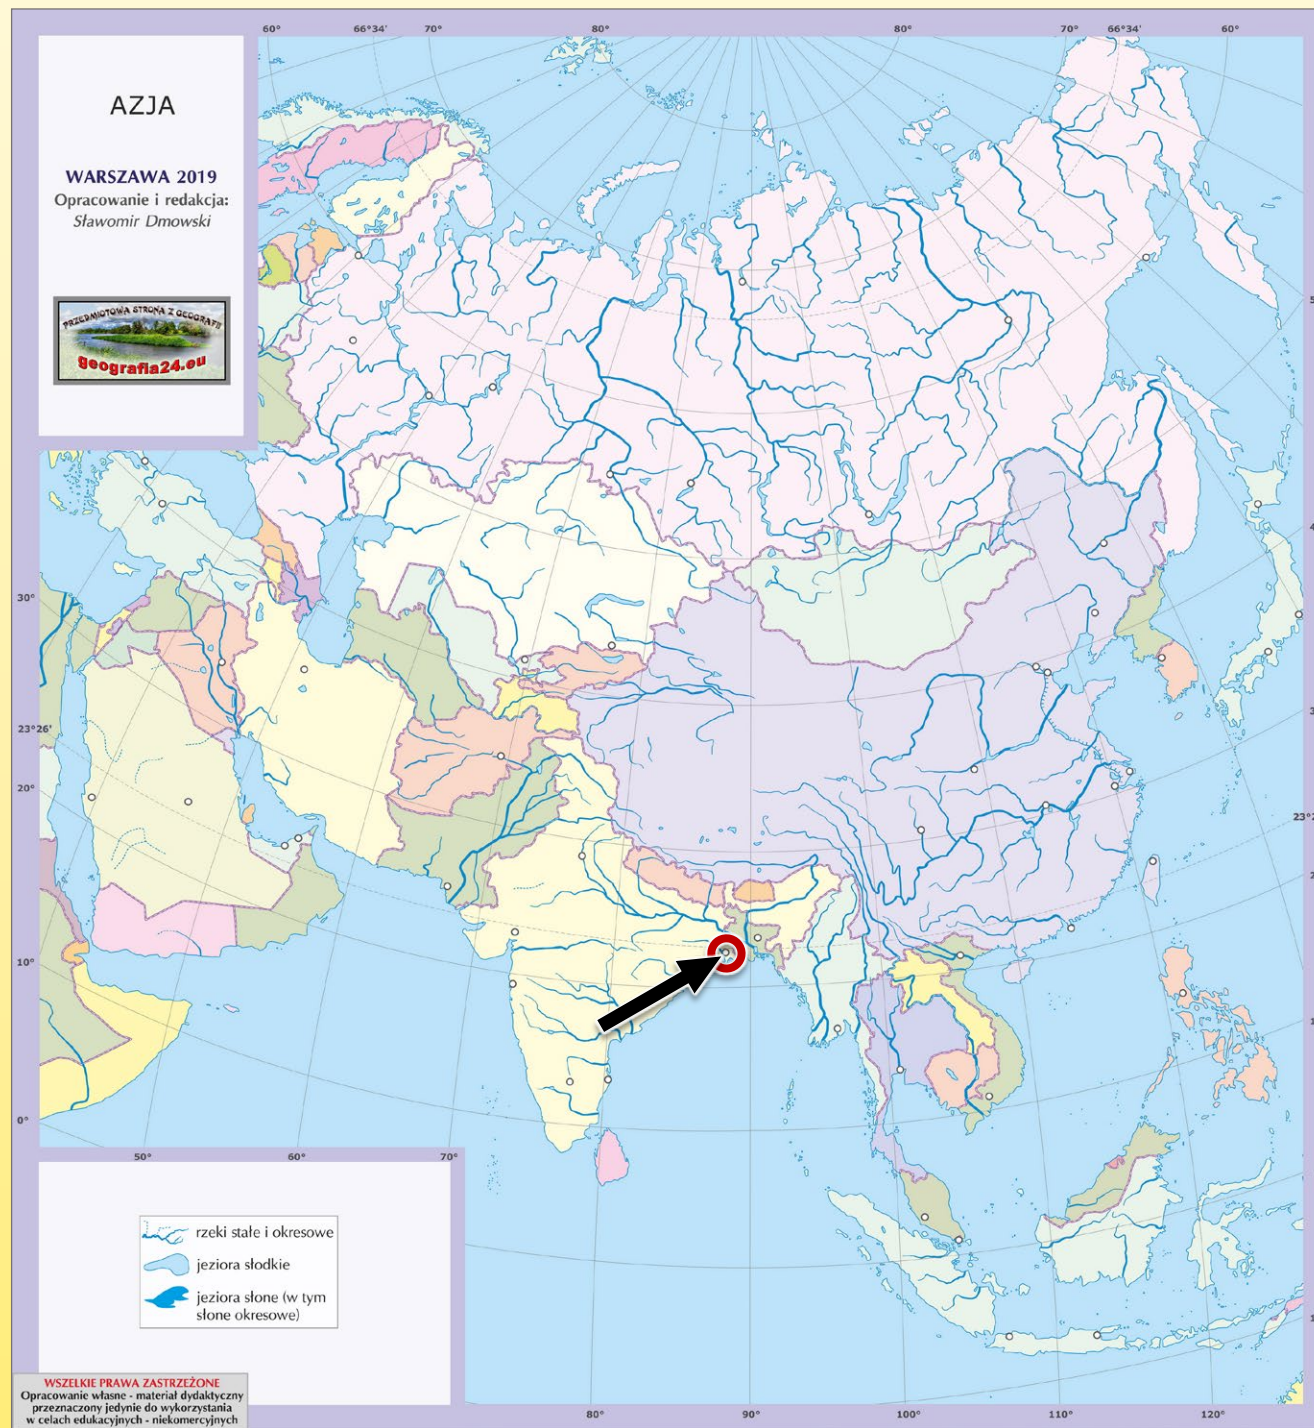 60°
66°34'
70°
80°
90°
80°
70°
66°34'
60°
AZJA
WARSZAWA 2019
Opracowanie i redakcja:
Sławomir Dmowski
PRZEDMIOTOWA STRONA Z GEOGRAFII
geografia24.eu
30°
23°26'
20°
10°
0°
50°
60°
70°
rzeki stałe i okresowe
jeziora słodkie
jeziora słone (w tym
słone okresowe)
80°
90°
100°
110°
120°
WSZELKIE PRAWA ZASTRZEŻONE
Opracowanie własne - materiał dydaktyczny
przeznaczony jedynie do wykorzystania
w celach edukacyjnych - niekomercyjnych